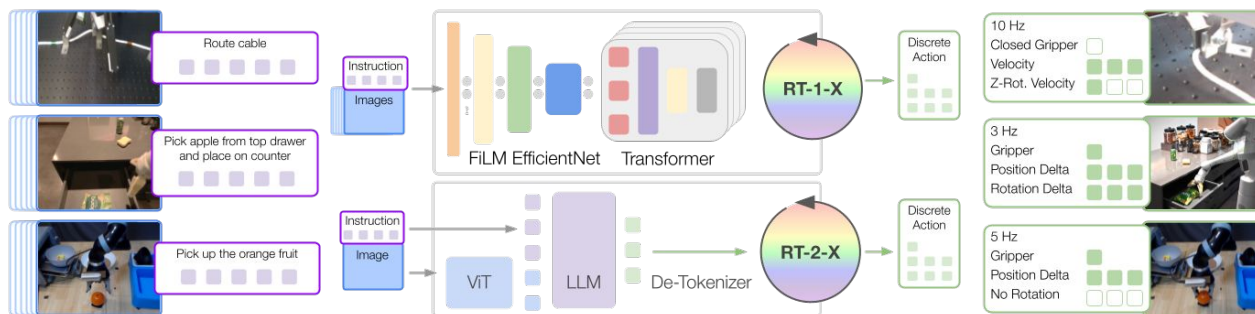 Route cable
Pick apple from top drawer
and place on counter
Pick up the orange fruit
Instruction
Images
FiLM EfficientNet
Transformer
RT-1-X
Discrete
Action
Instruction
Image
ViT
LLM
De-Tokenizer
RT-2-X
Discrete
Action
10 Hz
Closed Gripper
Velocity
Z-Rot. Velocity
3 Hz
Gripper
Position Delta
Rotation Delta
5 Hz
Gripper
Position Delta
No Rotation